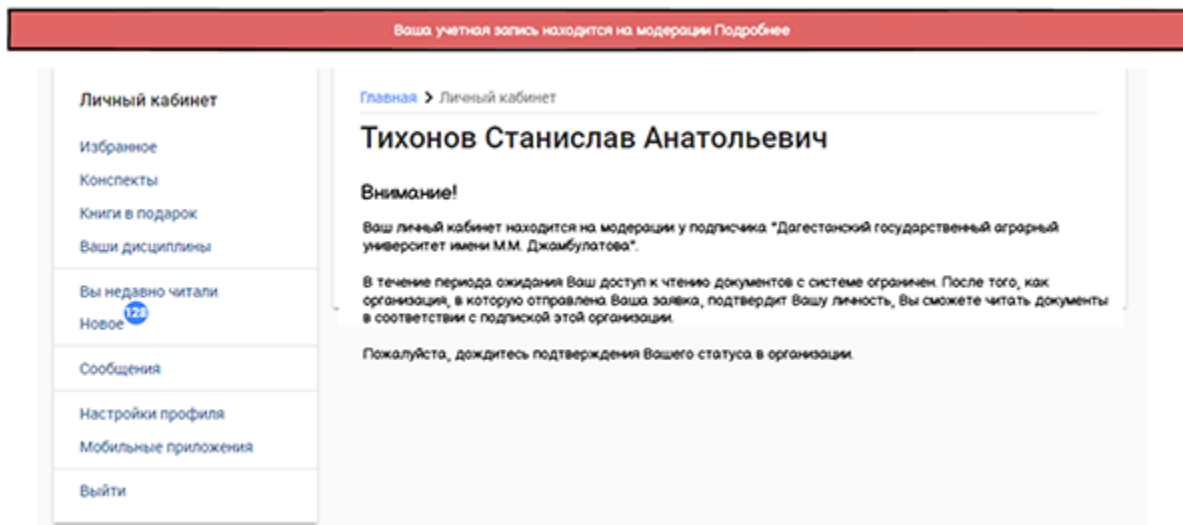 Ваша учетная запись находится на модерации Подробнее
Личный кабинет
Избранное
Конспекты
Книги в подарок
Ваши дисциплины
Вы недавно читали
Новое 128
Сообщения
Настройки профиля
Мобильные приложения
Выйти
Главная > Личный кабинет
Тихонов Станислав Анатольевич
Внимание!
Ваш личный кабинет находится на модерации у подписчика "Дагестанский государственный аграрный
университет имени М.М. Джамбулатова".
В течение периода ожидания Ваш доступ к чтению документов с системе ограничен. После того, как
организация, в которую отправлена Ваша заявка, подтвердит Вашу личность, Вы сможете читать документы
в соответствии с подпиской этой организации.
Пожалуйста, дождитесь подтверждения Вашего статуса в организации.